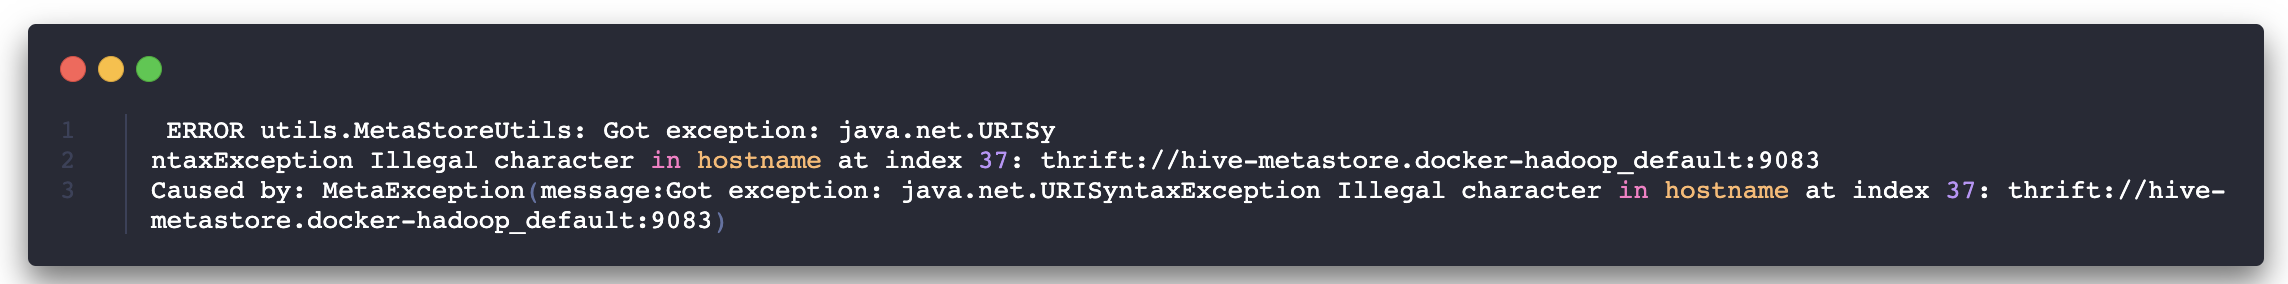 1 ERROR utils.MetaStoreUtils: Got exception: java.net.URISy
2 ntaxException Illegal character in hostname at index 37: thrift://hive-metastore.docker-hadoop_default:9083
3 Caused by: MetaException(message:Got exception: java.net.URISyntaxException Illegal character in hostname at index 37: thrift://hive-
metastore.docker-hadoop_default:9083)